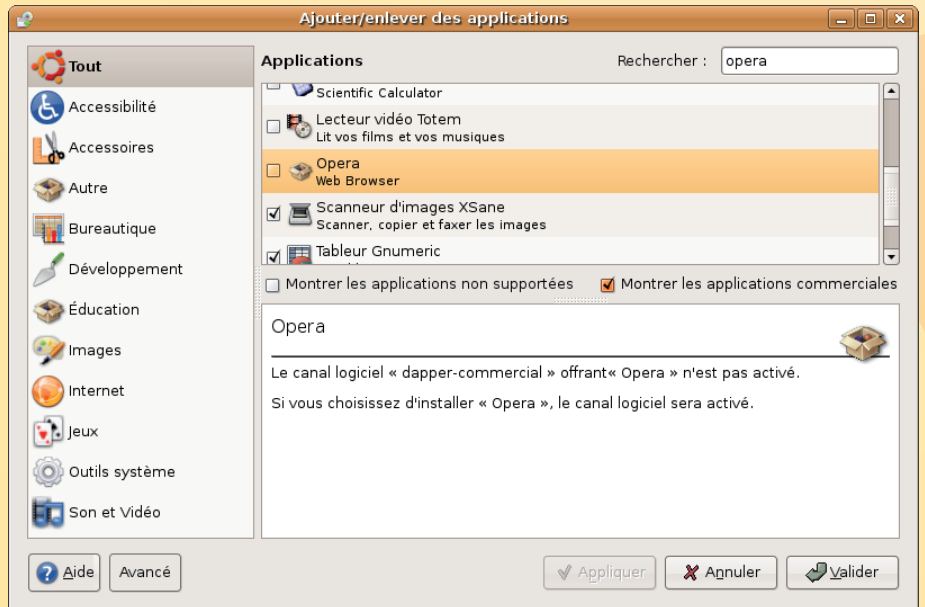 Ajouter/enlever des applications
Tout
Accessibilité
Accessoires
Autre
Bureautique
Développement
Éducation
Images
Internet
Jeux
Outils système
Son et Vidéo
Applications
Rechercher : opera
Scientific Calculator
Lecteur vidéo Totem
Lit vos films et vos musiques
Opera
Web Browser
Scanneur d'images XSane
Scanner, copier et faxer les images
Tableur Gnumeric
Montrer les applications non supportées Montrer les applications commerciales
Opera
Le canal logiciel « dapper-commercial » offrant« Opera » n'est pas activé.
Si vous choisissez d'installer « Opera », le canal logiciel sera activé.
Aide Avancé Appliquer Annuler Valider